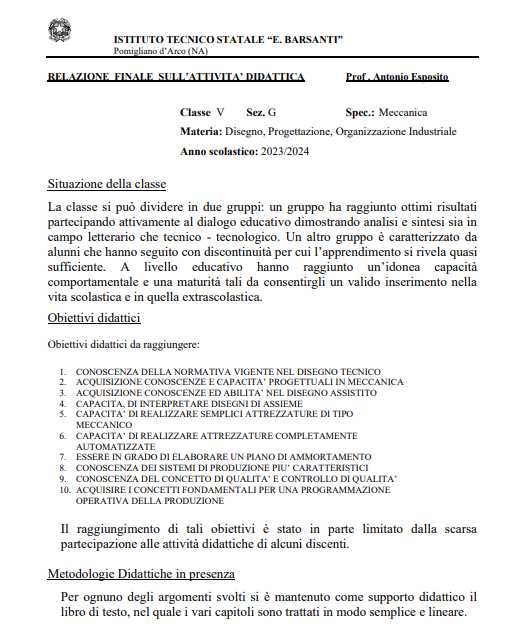 ISTITUTO TECNICO STATALE “E. BARSANTI”
Pomigliano d’Arco (NA)
RELAZIONE FINALE SULL’ATTIVITA’ DIDATTICA Prof . Antonio Esposito
Classe V Sez. G Spec.: Meccanica
Materia: Disegno, Progettazione, Organizzazione Industriale
Anno scolastico: 2023/2024
Situazione della classe
La classe si può dividere in due gruppi: un gruppo ha raggiunto ottimi risultati
partecipando attivamente al dialogo educativo dimostrando analisi e sintesi sia in
campo letterario che tecnico - tecnologico. Un altro gruppo è caratterizzato da
alunni che hanno seguito con discontinuità per cui l’apprendimento si rivela quasi
sufficiente. A livello educativo hanno raggiunto un’idonea capacità
comportamentale e una maturità tali da consentirgli un valido inserimento nella
vita scolastica e in quella extrascolastica.
Obiettivi didattici
Obiettivi didattici da raggiungere:
1. CONOSCENZA DELLA NORMATIVA VIGENTE NEL DISEGNO TECNICO
2. ACQUISIZIONE CONOSCENZE E CAPACITA’ PROGETTUALI IN MECCANICA
3. ACQUISIZIONE CONOSCENZE ED ABILITA’ NEL DISEGNO ASSISTITO
4. CAPACITA, DI INTERPRETARE DISEGNI DI ASSIEME
5. CAPACITA’ DI REALIZZARE SEMPLICI ATTREZZATURE DI TIPO
MECCANICO
6. CAPACITA’ DI REALIZZARE ATTREZZATURE COMPLETAMENTE
AUTOMATIZZATE
7. ESSERE IN GRADO DI ELABORARE UN PIANO DI AMMORTAMENTO
8. CONOSCENZA DEI SISTEMI DI PRODUZIONE PIU’ CARATTERISTICI
9. CONOSCENZA DEL CONCETTO DI QUALITA’ E CONTROLLO DI QUALITA’
10. ACQUISIRE I CONCETTI FONDAMENTALI PER UNA PROGRAMMAZIONE
OPERATIVA DELLA PRODUZIONE
Il raggiungimento di tali obiettivi è stato in parte limitato dalla scarsa
partecipazione alle attività didattiche di alcuni discenti.
Metodologie Didattiche in presenza
Per ognuno degli argomenti svolti si è mantenuto come supporto didattico il
libro di testo, nel quale i vari capitoli sono trattati in modo semplice e lineare.